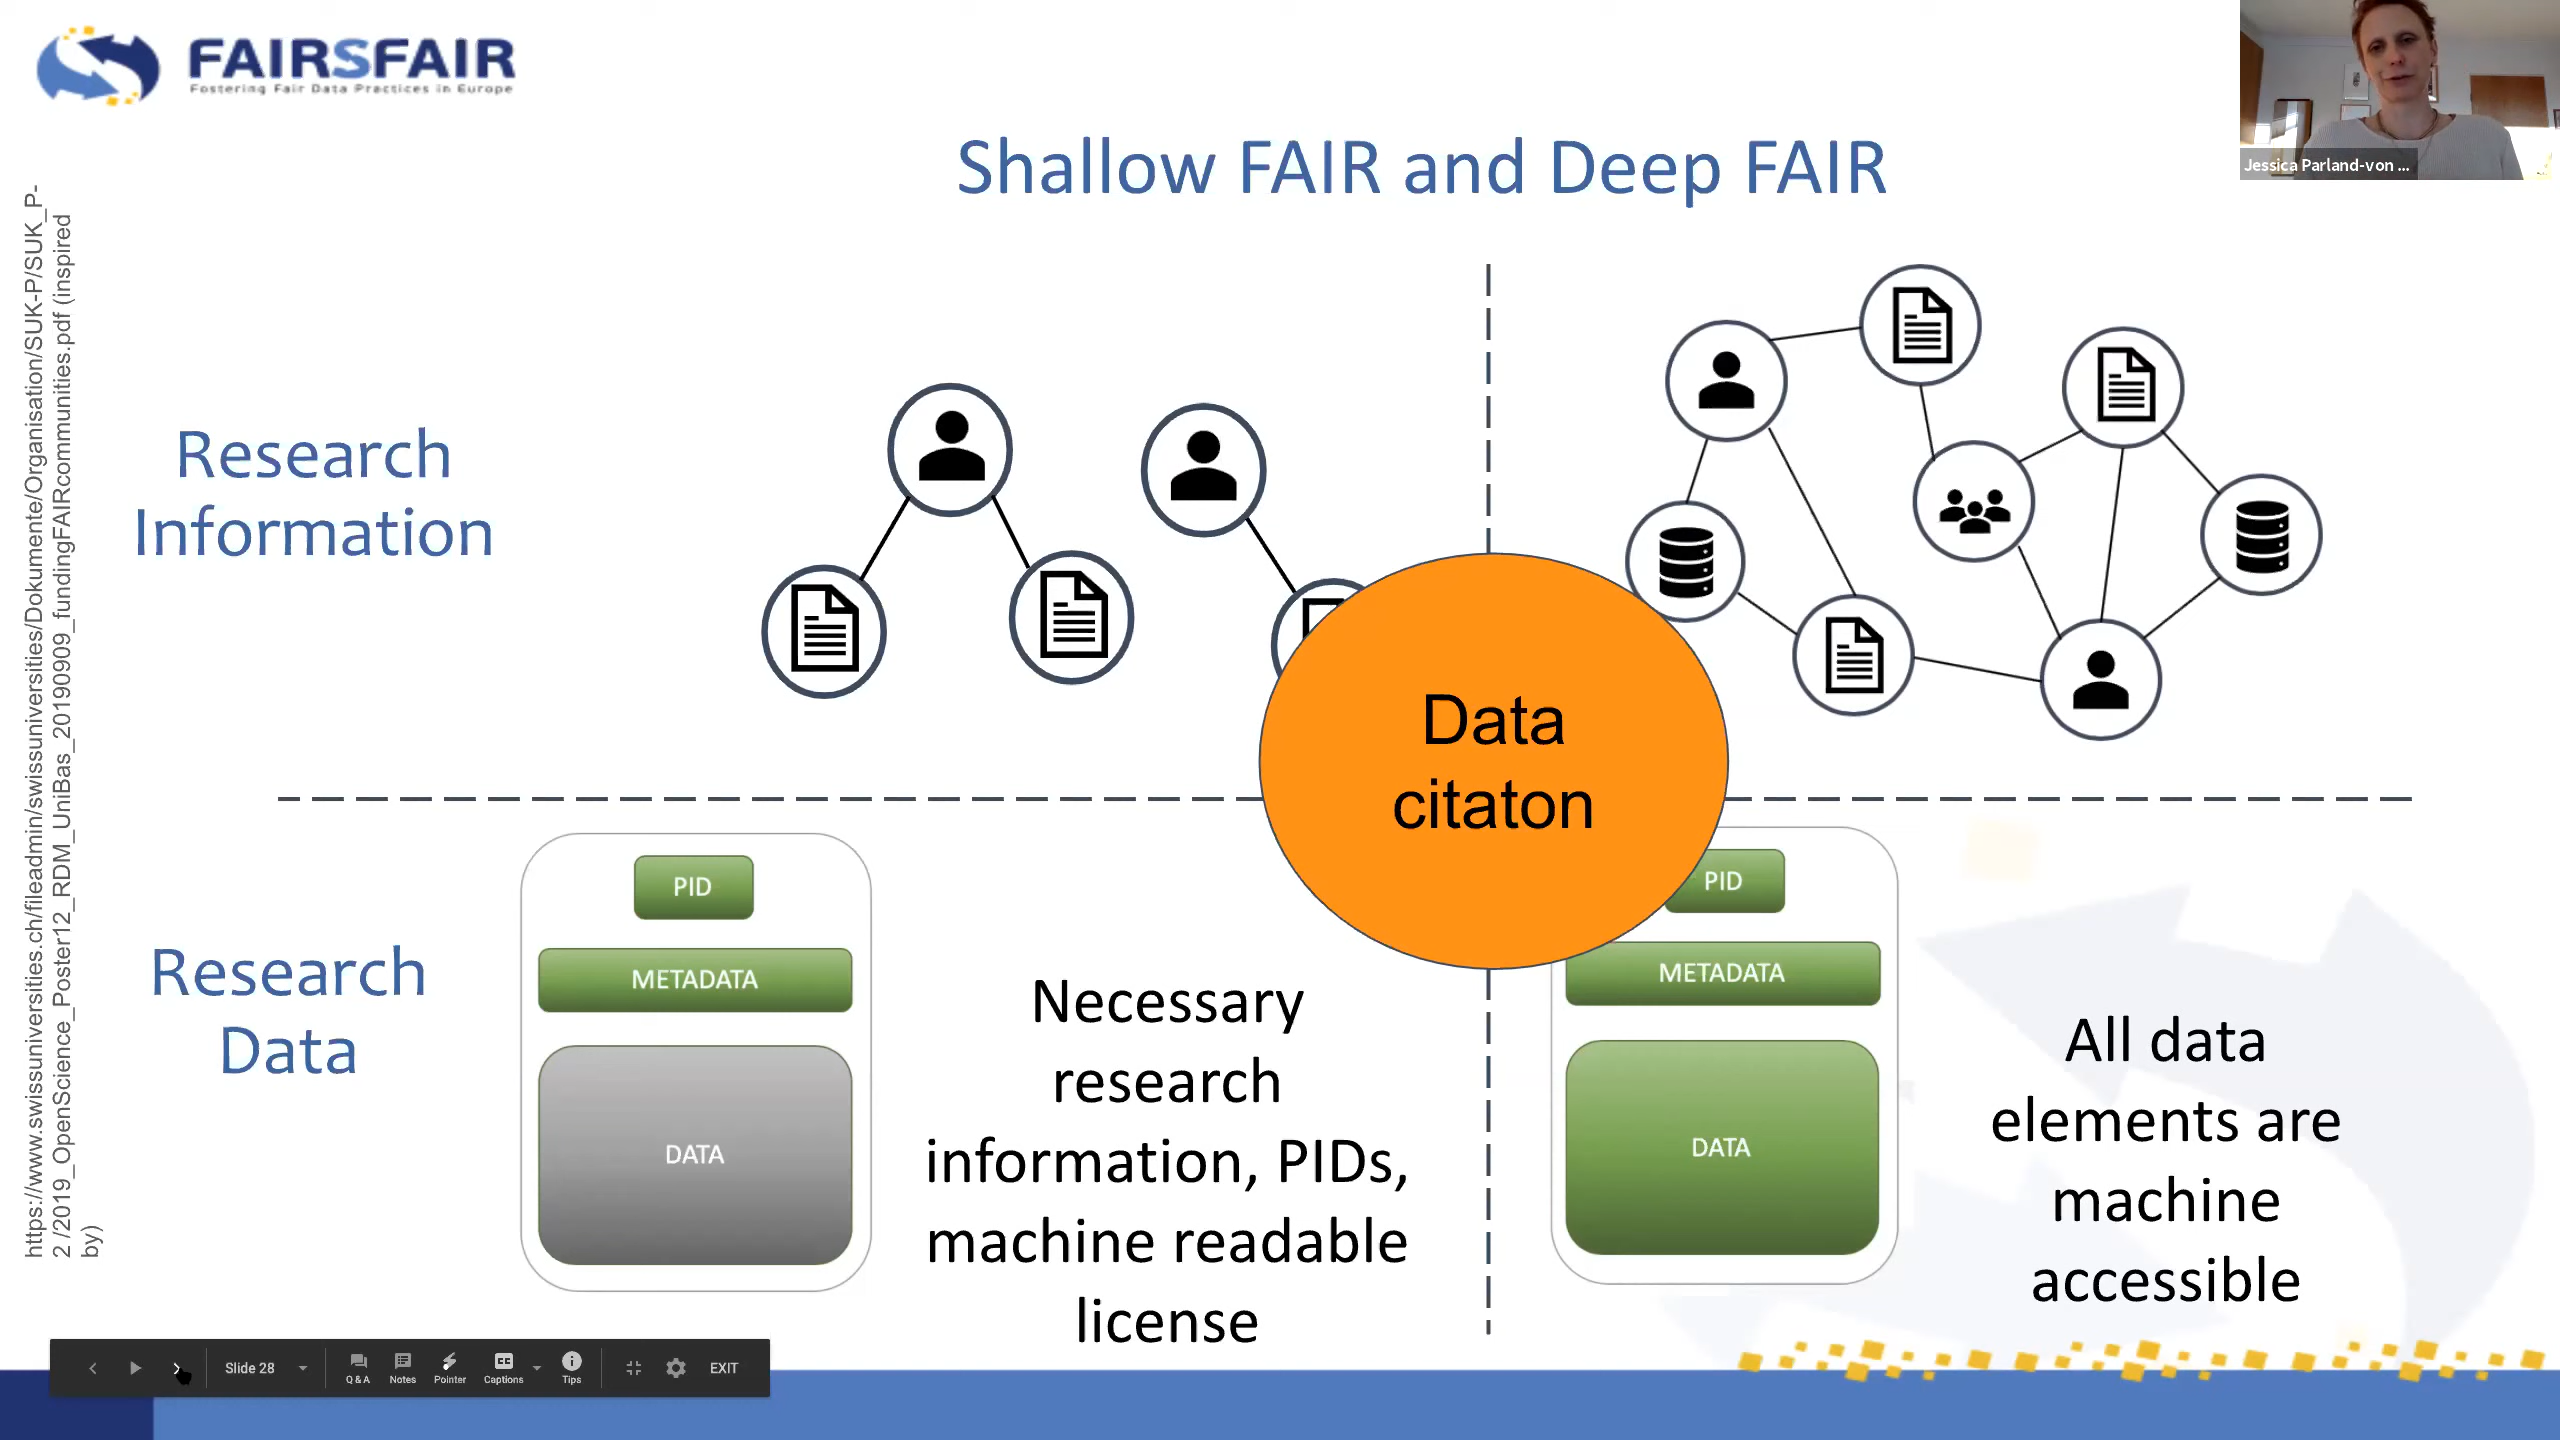 FAIRSFAIR
Fostering Fair Data Practices in Europe
Jessica Parland-von ...
Shallow FAIR and Deep FAIR
https://www.swissuniversities.ch/fileadmin/swissuniversities/Dokumente/Organisation/SUK-P/SUK_P-
2 /2019_OpenScience_Poster12_RDM_UniBas_20190909_fundingFAIRcommunities.pdf (inspired
by)
Research
Information
Data
citaton
Research
Data
PID
METADATA
DATA
Necessary
research
information, PIDs,
machine readable
license
PID
METADATA
DATA
All data
elements are
machine
accessible
Slide 28
Q & A
Notes
Pointer
CC
Captions
Tips
EXIT